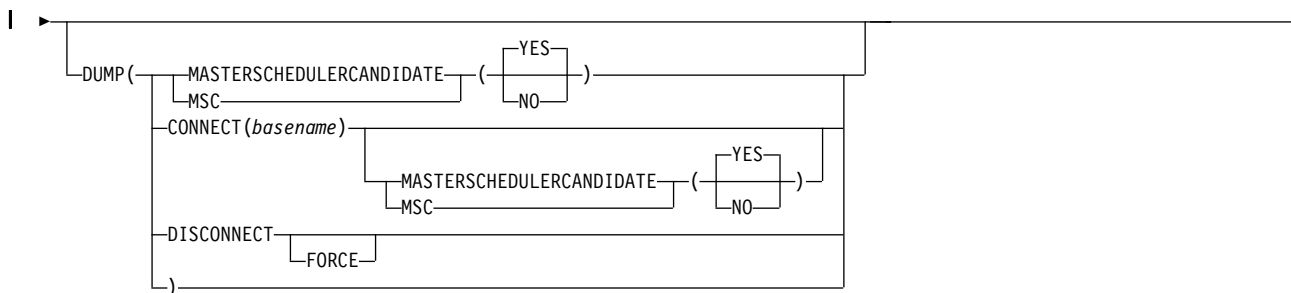 YES
DUMP( MASTERSCHEDULERCANDIDATE ( )
MSC NO
CONNECT(basename)
YES
MASTERSCHEDULERCANDIDATE ( )
MSC NO
DISCONNECT
FORCE
)